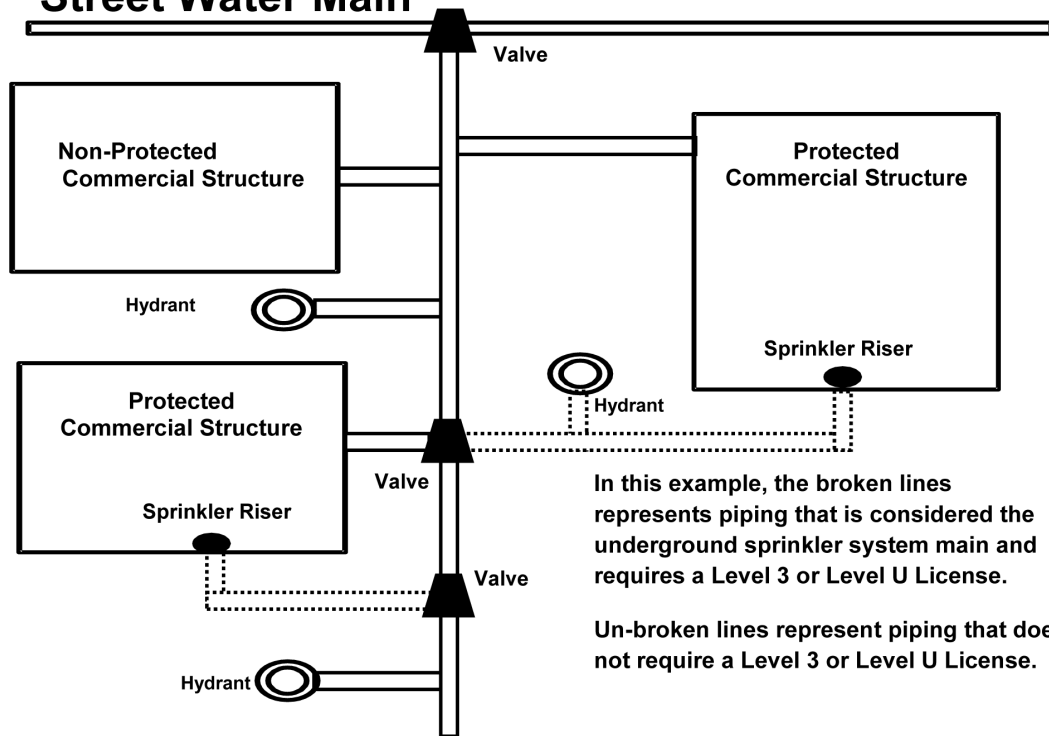 Street Water Main
Valve
Non-Protected
Commercial Structure
Protected
Commercial Structure
Hydrant
Sprinkler Riser
Protected
Commercial Structure
Hydrant
Valve
In this example, the broken lines
represents piping that is considered the
underground sprinkler system main and
requires a Level 3 or Level U License.
Sprinkler Riser
Valve
Un-broken lines represent piping that doe
not require a Level 3 or Level U License.
Hydrant